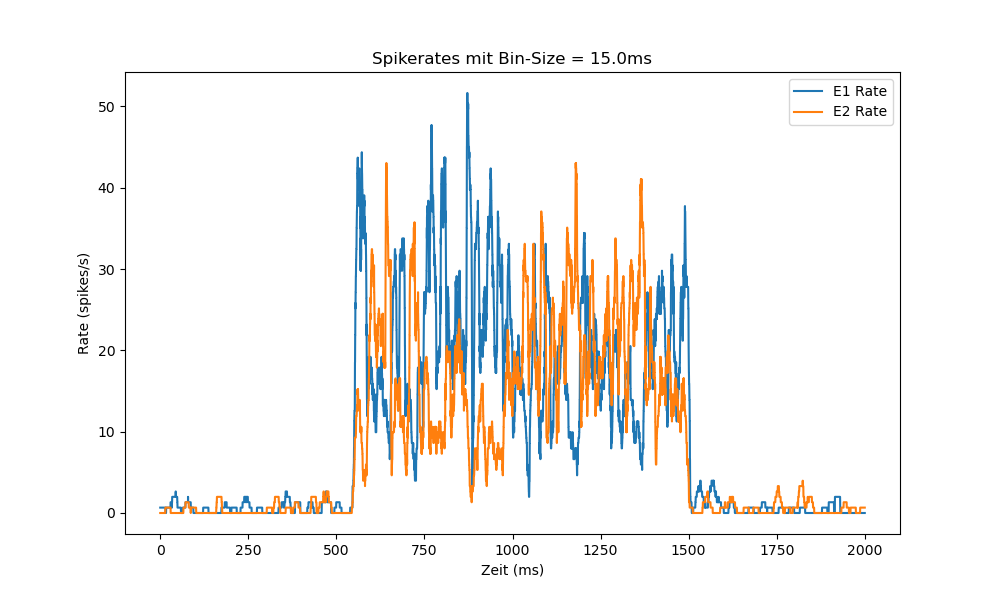 Spikerates mit Bin-Size = 15.0ms
E1 Rate
E2 Rate
Rate (spikes/s)
50
40
30
20
10
0
0 250 500 750 1000 1250 1500 1750 2000
Zeit (ms)